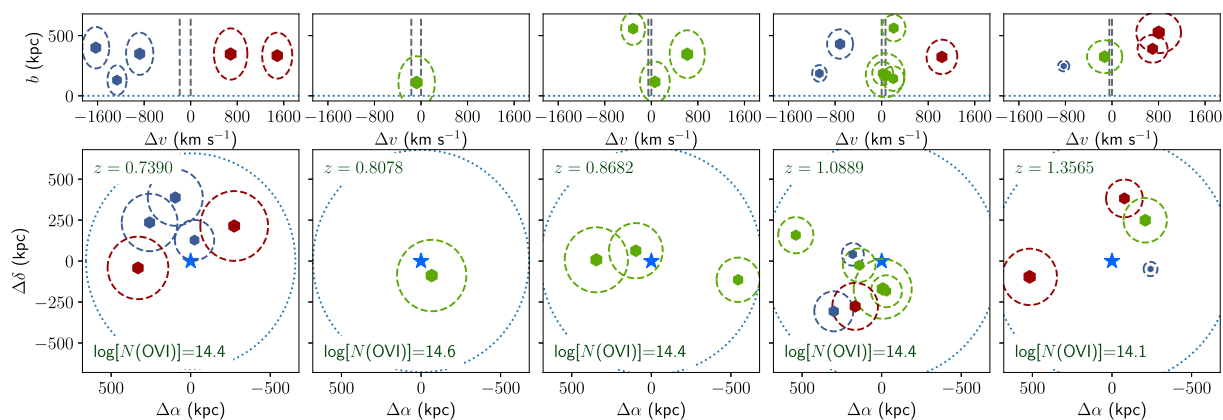 500
0
b (kpc)
−1600 −800 0 800 1600
−1600 −800 0 800 1600
−1600 −800 0 800 1600
−1600 −800 0 800 1600
−1600 −800 0 800 1600
Δv (km s⁻¹)
Δv (km s⁻¹)
Δv (km s⁻¹)
Δv (km s⁻¹)
Δv (km s⁻¹)
z = 0.7390
z = 0.8078
z = 0.8682
z = 1.0889
z = 1.3565
500
250
0
−250
−500
Δδ (kpc)
log[N(OVI)]=14.4
log[N(OVI)]=14.6
log[N(OVI)]=14.4
log[N(OVI)]=14.4
log[N(OVI)]=14.1
500 0 −500
500 0 −500
500 0 −500
500 0 −500
500 0 −500
Δα (kpc)
Δα (kpc)
Δα (kpc)
Δα (kpc)
Δα (kpc)